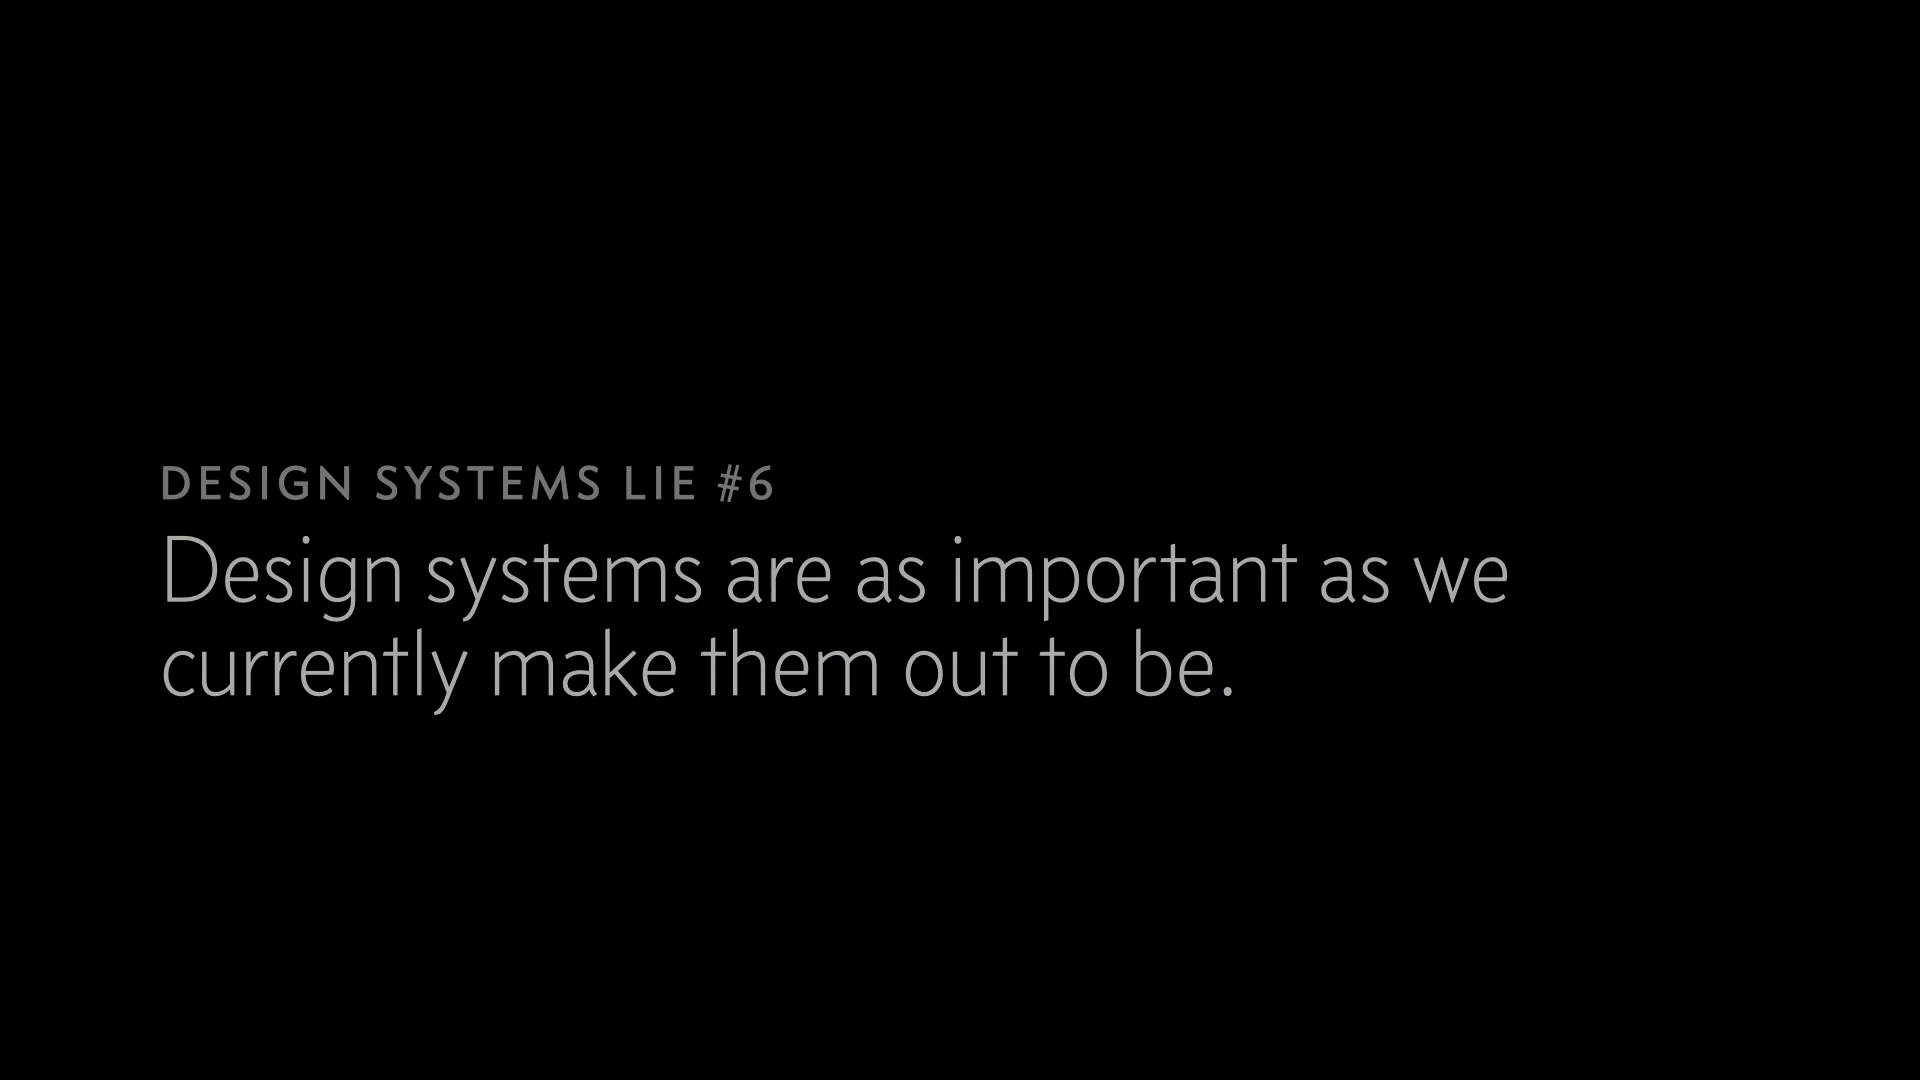 DESIGN SYSTEMS LIE #6
Design systems are as important as we
currently make them out to be.